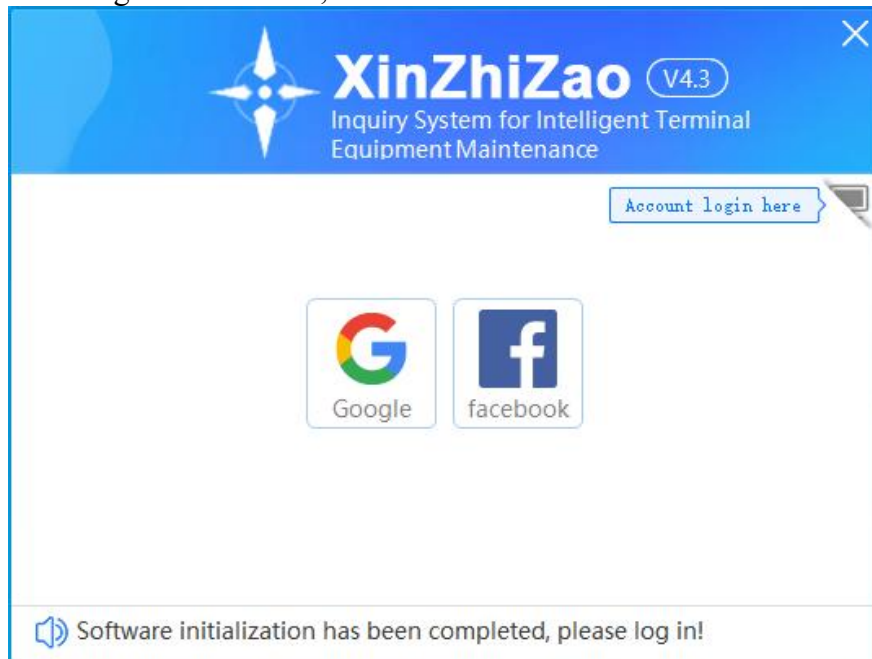 XinZhiZao V4.3
Inquiry System for Intelligent Terminal
Equipment Maintenance
Account login here
Google
facebook
Software initialization has been completed, please log in!